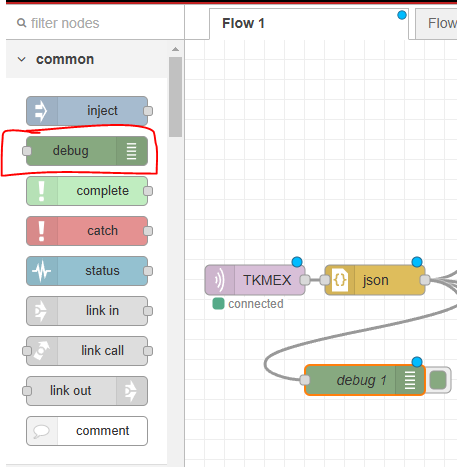 filter nodes
Flow 1
Flow
common
inject
debug
complete
catch
status
link in
link call
link out
comment
TKMEX
json
connected
debug 1